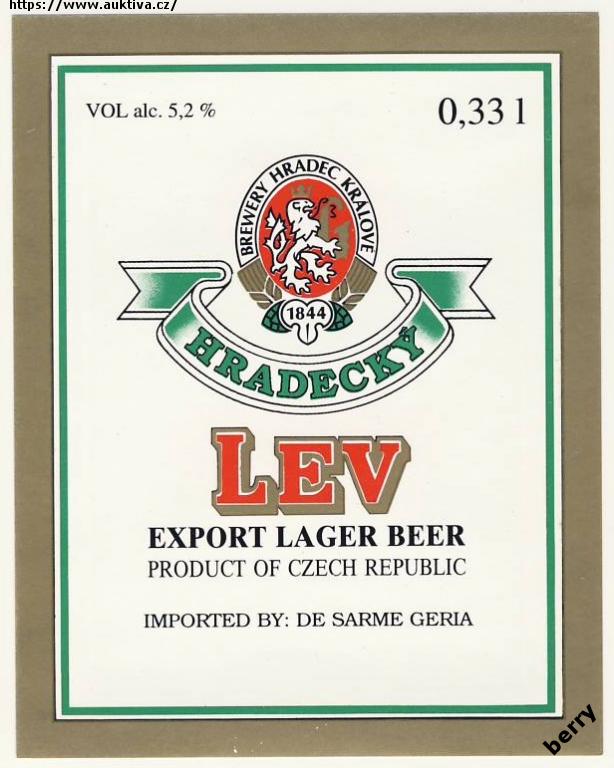 https://www.auktiva.cz/
VOL alc. 5,2 %
0,33 l
BREWERY HRADEC KRÁLOVÉ
1844
HRADECKÝ
LEV
EXPORT LAGER BEER
PRODUCT OF CZECH REPUBLIC
IMPORTED BY: DE SARME GERIA
berry